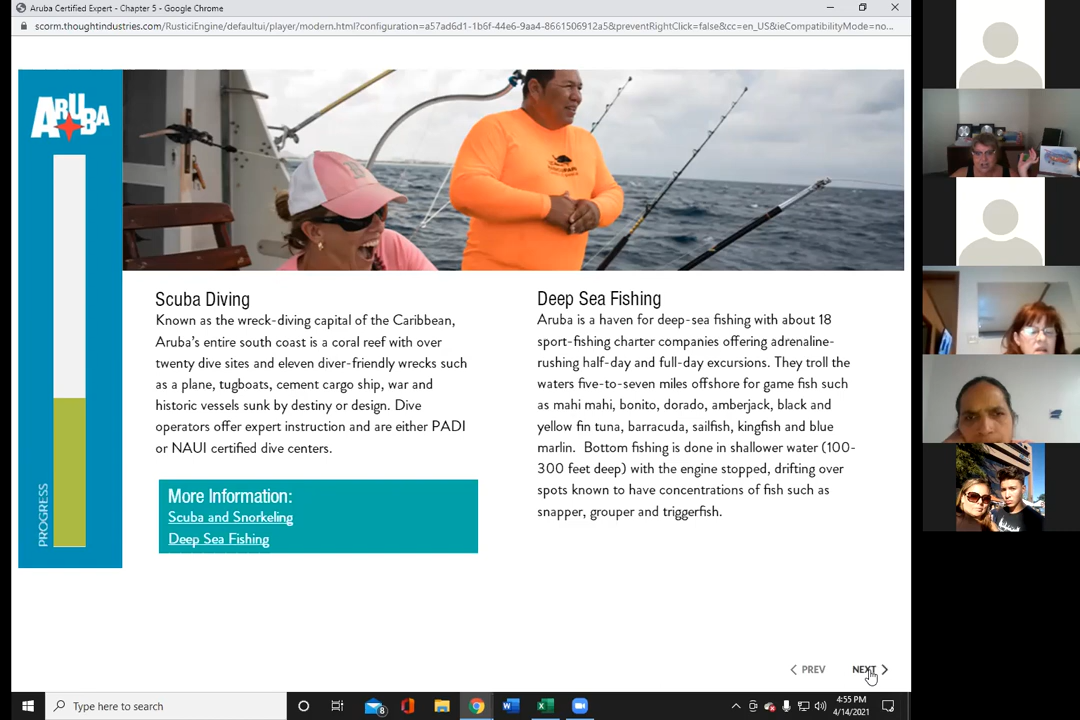 Aruba Certified Expert - Chapter 5 - Google Chrome
scorm.thoughtindustries.com/RusticiEngine/defaultui/player/modern.html?configuration=a57ad6d1-1b6f-44e6-9aa4-8661506912a5&preventRightClick=false&cc=en_US&ieCompatibilityMode=no...
ARUBA
PROGRESS
Scuba Diving
Known as the wreck-diving capital of the Caribbean,
Aruba's entire south coast is a coral reef with over
twenty dive sites and eleven diver-friendly wrecks such
as a plane, tugboats, cement cargo ship, war and
historic vessels sunk by destiny or design. Dive
operators offer expert instruction and are either PADI
or NAUI certified dive centers.
More Information:
Scuba and Snorkeling
Deep Sea Fishing
Deep Sea Fishing
Aruba is a haven for deep-sea fishing with about 18
sport-fishing charter companies offering adrenaline-
rushing half-day and full-day excursions. They troll the
waters five-to-seven miles offshore for game fish such
as mahi mahi, bonito, dorado, amberjack, black and
yellow fin tuna, barracuda, sailfish, kingfish and blue
marlin. Bottom fishing is done in shallower water (100-
300 feet deep) with the engine stopped, drifting over
spots known to have concentrations of fish such as
snapper, grouper and triggerfish.
PREV
NEXT
Type here to search
8
4:55 PM
4/14/2021